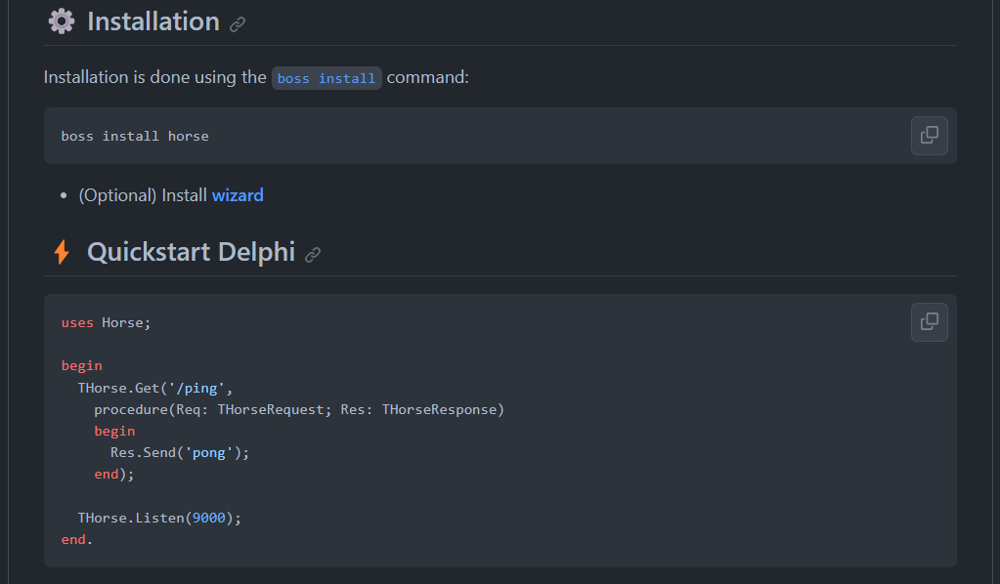 Installation
Installation is done using the boss install command:
boss install horse
(Optional) Install wizard
Quickstart Delphi
uses Horse;
begin
  THorse.Get('/ping',
    procedure(Req: THorseRequest; Res: THorseResponse)
    begin
      Res.Send('pong');
    end);
  THorse.Listen(9000);
end.